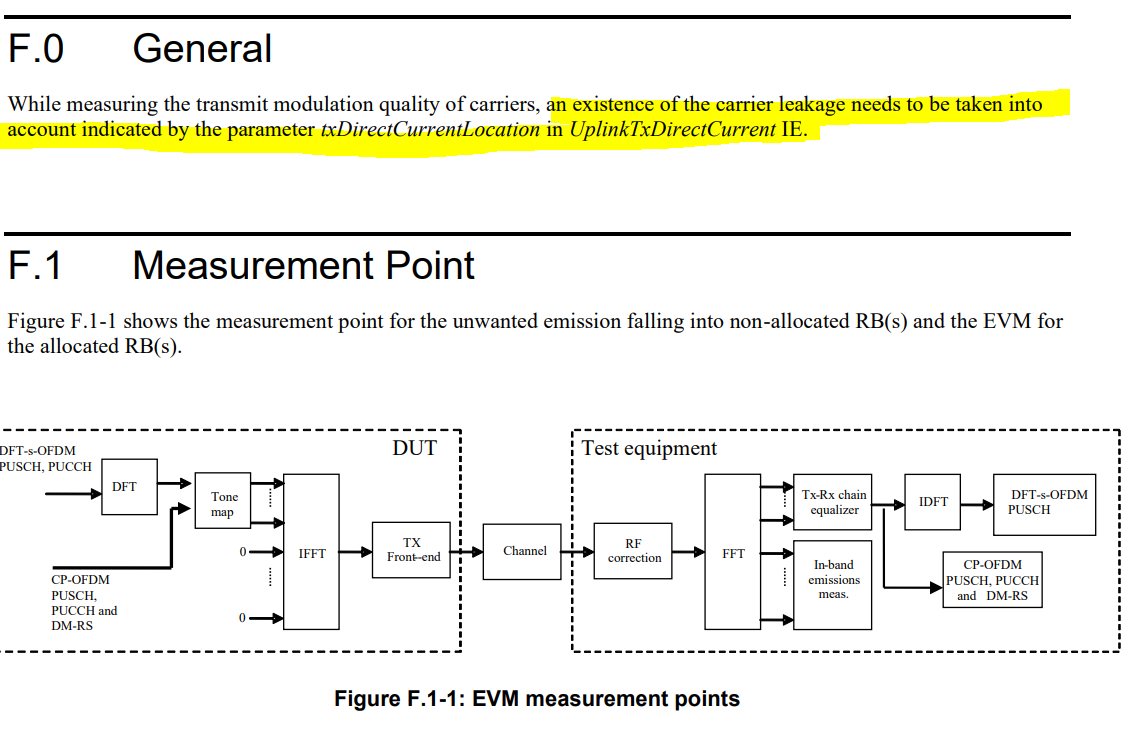 F.0 General
While measuring the transmit modulation quality of carriers, an existence of the carrier leakage needs to be taken into
account indicated by the parameter txDirectCurrentLocation in UplinkTxDirectCurrent IE.
F.1 Measurement Point
Figure F.1-1 shows the measurement point for the unwanted emission falling into non-allocated RB(s) and the EVM for
the allocated RB(s).
DUT
DFT-s-OFDM
PUSCH, PUCCH
DFT
Tone
map
0
0
IFFT
TX
Front-end
CP-OFDM
PUSCH,
PUCCH and
DM-RS
Channel
Test equipment
RF
correction
FFT
Tx-Rx chain
equalizer
In-band
emissions
meas.
IDFT
DFT-s-OFDM
PUSCH
CP-OFDM
PUSCH, PUCCH
and DM-RS
Figure F.1-1: EVM measurement points